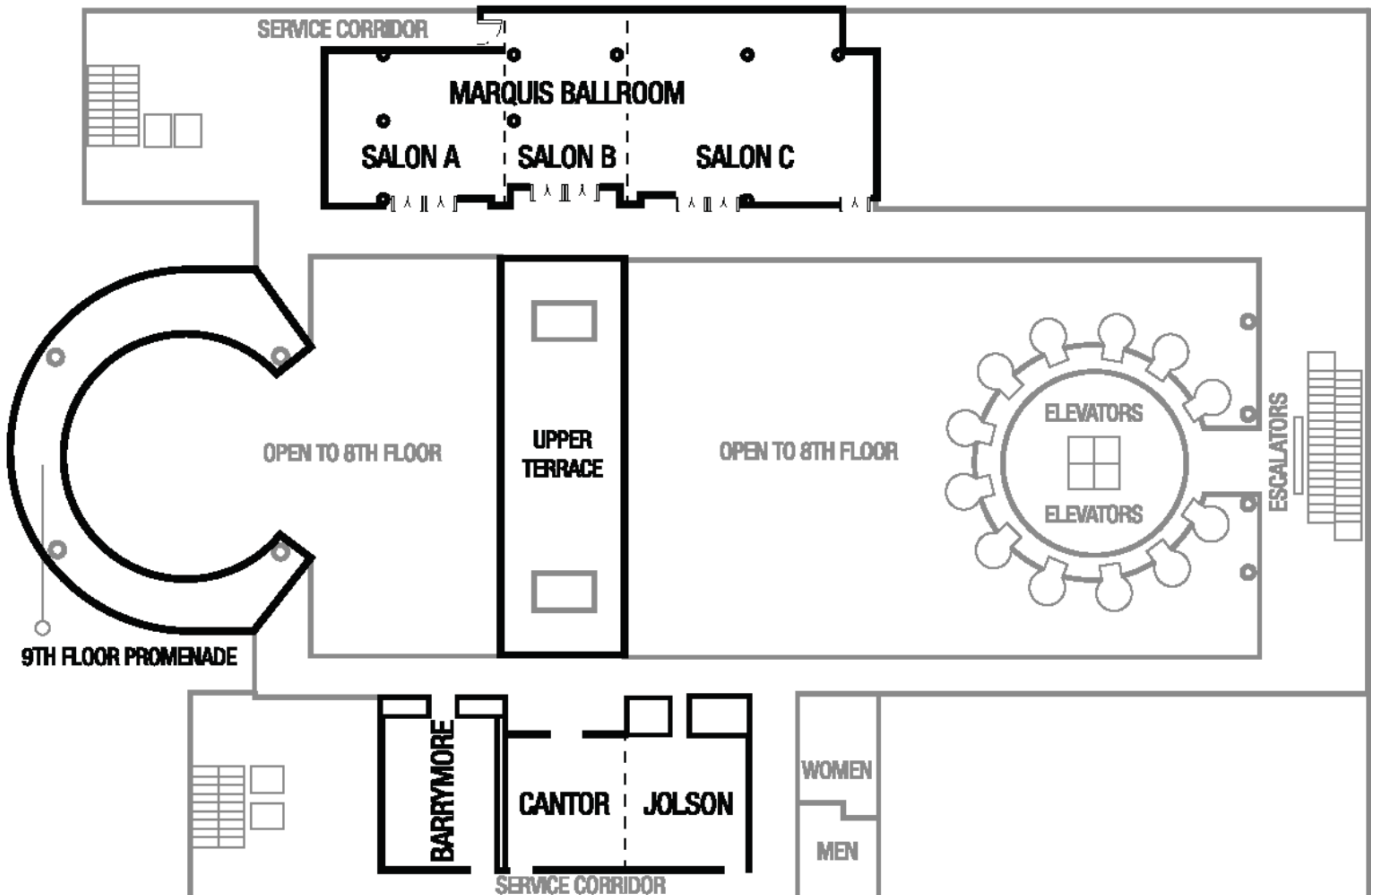 SERVICE CORRIDOR
MARQUIS BALLROOM
SALON A
SALON B
SALON C
OPEN TO 8TH FLOOR
UPPER
TERRACE
OPEN TO 8TH FLOOR
ELEVATORS
ELEVATORS
ESCALATORS
9TH FLOOR PROMENADE
BARRYMORE
CANTOR
JOLSON
WOMEN
MEN
SERVICE CORRIDOR